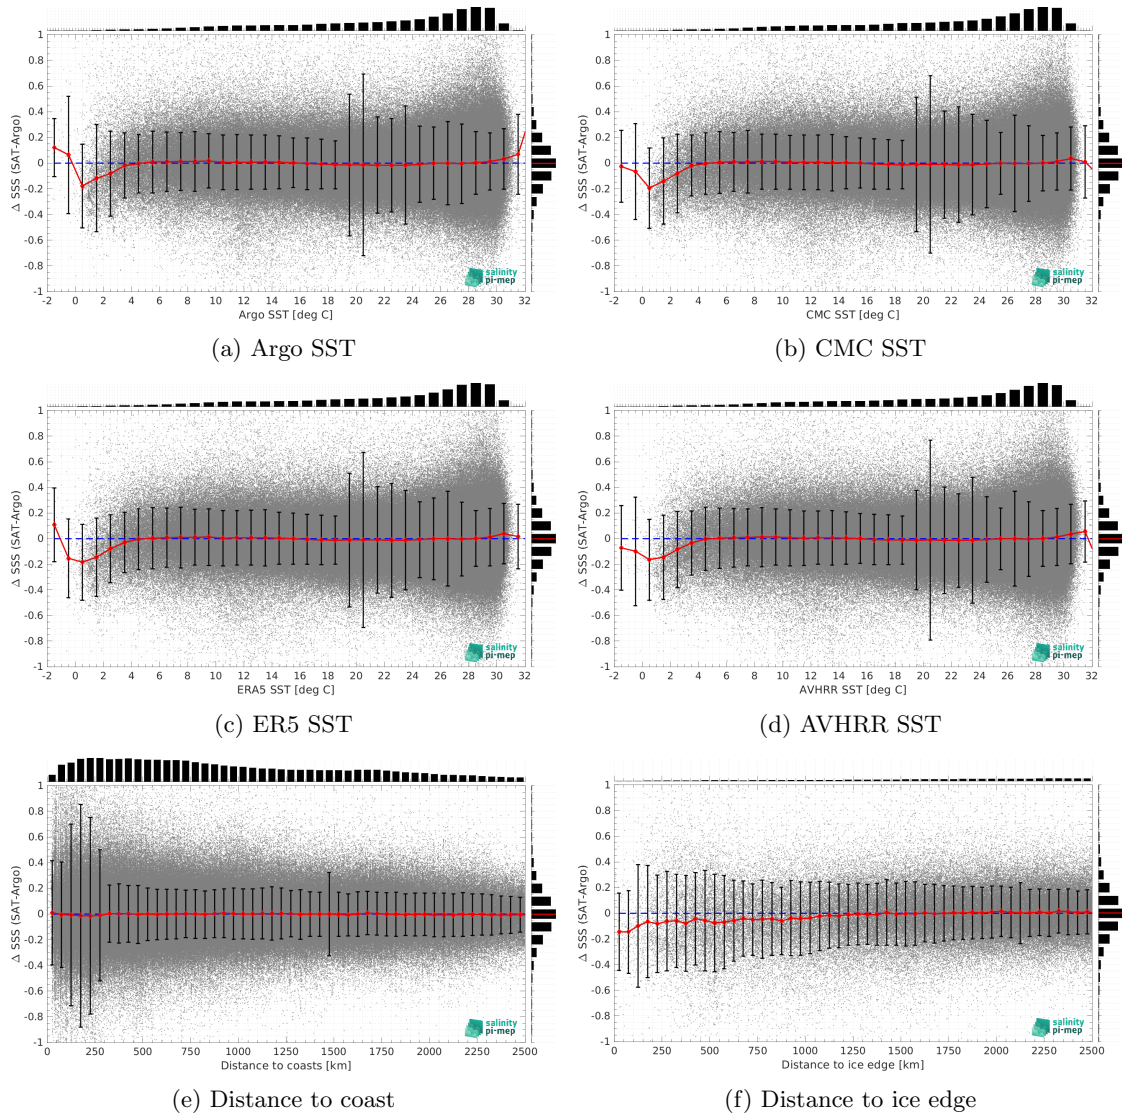 1
0.8
0.6
0.4
0.2
0
-0.2
-0.4
-0.6
-0.8
-1
Δ SSS (SAT-Argo)
salinity
pi-mep
-2 0 2 4 6 8 10 12 14 16 18 20 22 24 26 28 30 32
Argo SST [deg C]
(a) Argo SST
1
0.8
0.6
0.4
0.2
0
-0.2
-0.4
-0.6
-0.8
-1
Δ SSS (SAT-Argo)
salinity
pi-mep
-2 0 2 4 6 8 10 12 14 16 18 20 22 24 26 28 30 32
CMC SST [deg C]
(b) CMC SST
1
0.8
0.6
0.4
0.2
0
-0.2
-0.4
-0.6
-0.8
-1
Δ SSS (SAT-Argo)
salinity
pi-mep
-2 0 2 4 6 8 10 12 14 16 18 20 22 24 26 28 30 32
ERA5 SST [deg C]
(c) ER5 SST
1
0.8
0.6
0.4
0.2
0
-0.2
-0.4
-0.6
-0.8
-1
Δ SSS (SAT-Argo)
salinity
pi-mep
-2 0 2 4 6 8 10 12 14 16 18 20 22 24 26 28 30 32
AVHRR SST [deg C]
(d) AVHRR SST
1
0.8
0.6
0.4
0.2
0
-0.2
-0.4
-0.6
-0.8
-1
Δ SSS (SAT-Argo)
salinity
pi-mep
0 250 500 750 1000 1250 1500 1750 2000 2250 2500
Distance to coasts [km]
(e) Distance to coast
1
0.8
0.6
0.4
0.2
0
-0.2
-0.4
-0.6
-0.8
-1
Δ SSS (SAT-Argo)
salinity
pi-mep
0 250 500 750 1000 1250 1500 1750 2000 2250 2500
Distance to ice edge [km]
(f) Distance to ice edge